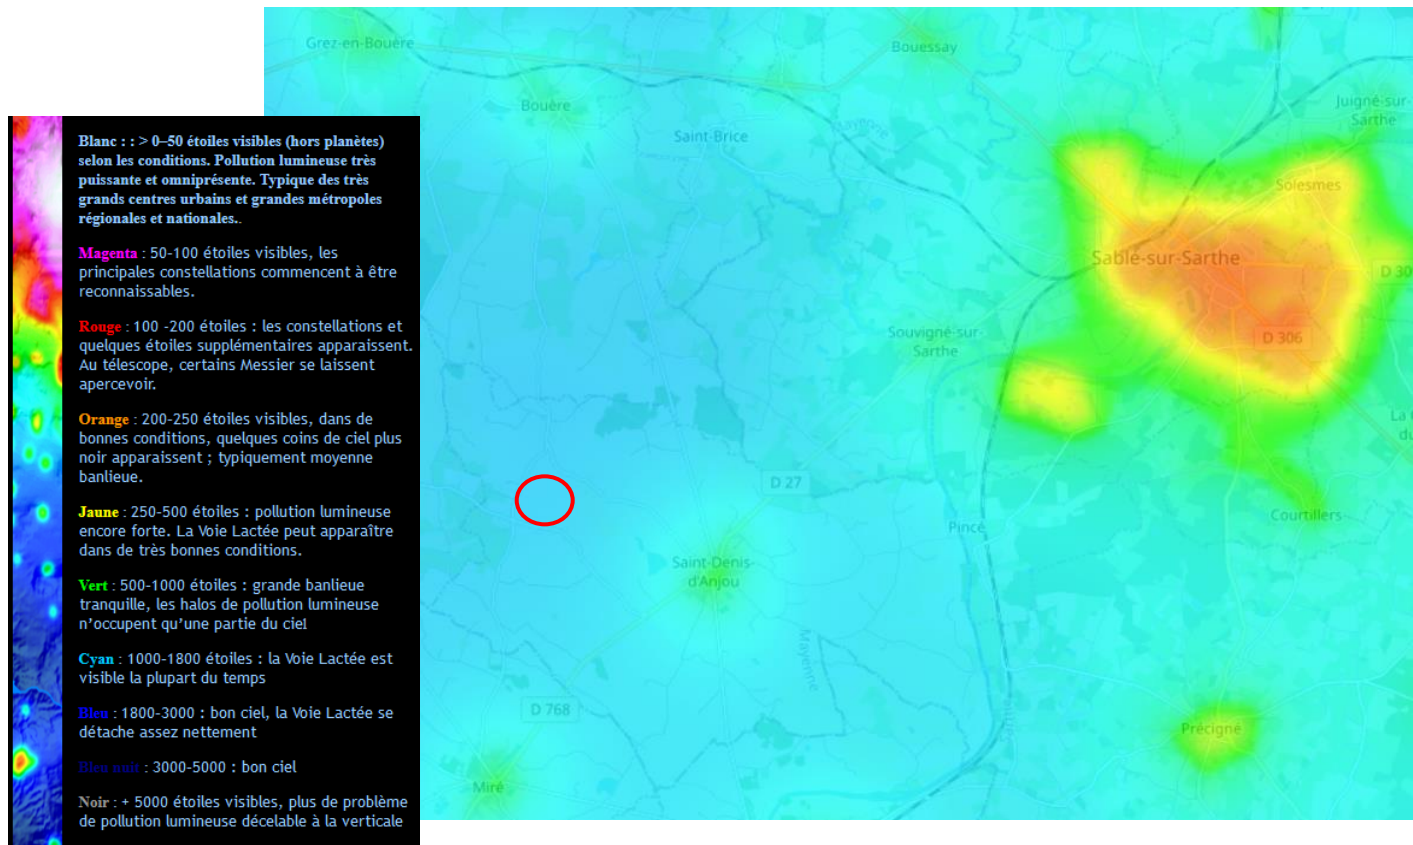 Blanc : : > 0–50 étoiles visibles (hors planètes)
selon les conditions. Pollution lumineuse très
puissante et omniprésente. Typique des très
grands centres urbains et grandes métropoles
régionales et nationales..
Magenta : 50-100 étoiles visibles, les
principales constellations commencent à être
reconnaissables.
Rouge : 100 -200 étoiles : les constellations et
quelques étoiles supplémentaires apparaissent.
Au télescope, certains Messier se laissent
apercevoir.
Orange : 200-250 étoiles visibles, dans de
bonnes conditions, quelques coins de ciel plus
noir apparaissent ; typiquement moyenne
banlieue.
Jaune : 250-500 étoiles : pollution lumineuse
encore forte. La Voie Lactée peut apparaître
dans de très bonnes conditions.
Vert : 500-1000 étoiles : grande banlieue
tranquille, les halos de pollution lumineuse
n’occupent qu’une partie du ciel
Cyan : 1000-1800 étoiles : la Voie Lactée est
visible la plupart du temps
Bleu : 1800-3000 : bon ciel, la Voie Lactée se
détache assez nettement
Bleu nuit : 3000-5000 : bon ciel
Noir : + 5000 étoiles visibles, plus de problème
de pollution lumineuse décelable à la verticale
Grez-en-Bouère
Bouessay
Bouère
Juigné-sur-
Sarthe
Mayenne
Saint-Brice
Solesmes
Sablé-sur-Sarthe
D 30
Souvigné-sur-
Sarthe
D 306
La
du
D 27
Pincé
Courtillers
Saint-Denis-
d'Anjou
Mayenne
D 768
Précigné
Miré